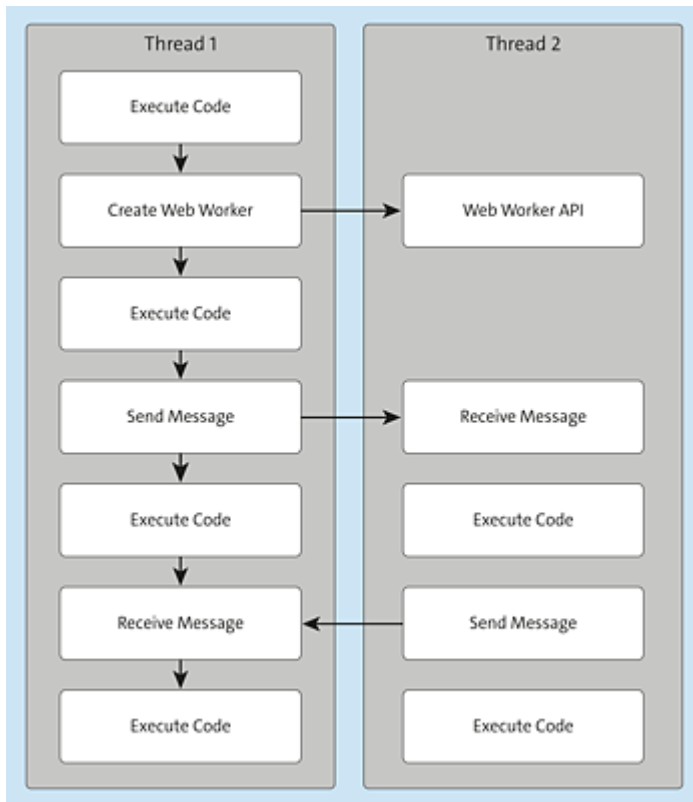 Thread 1
Execute Code
Create Web Worker
Execute Code
Send Message
Execute Code
Receive Message
Execute Code
Thread 2
Web Worker API
Receive Message
Execute Code
Send Message
Execute Code